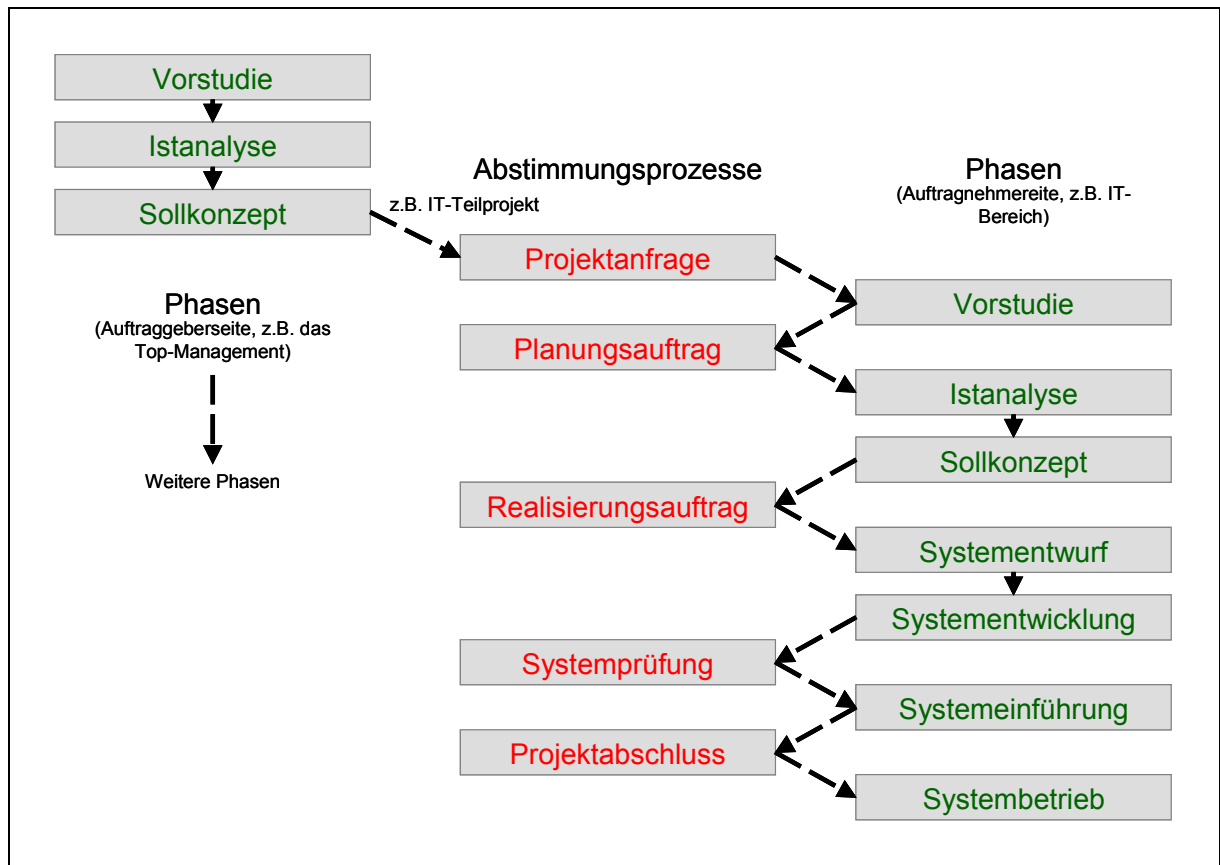 Vorstudie
Istanalyse
Sollkonzept
Phasen
(Auftraggeberseite, z.B. das
Top-Management)
Weitere Phasen
Abstimmungsprozesse
z.B. IT-Teilprojekt
Projektanfrage
Planungsauftrag
Realisierungsauftrag
Systemprüfung
Projektabschluss
Phasen
(Auftragnehmereite, z.B. IT-
Bereich)
Vorstudie
Istanalyse
Sollkonzept
Systementwurf
Systementwicklung
Systemeinführung
Systembetrieb